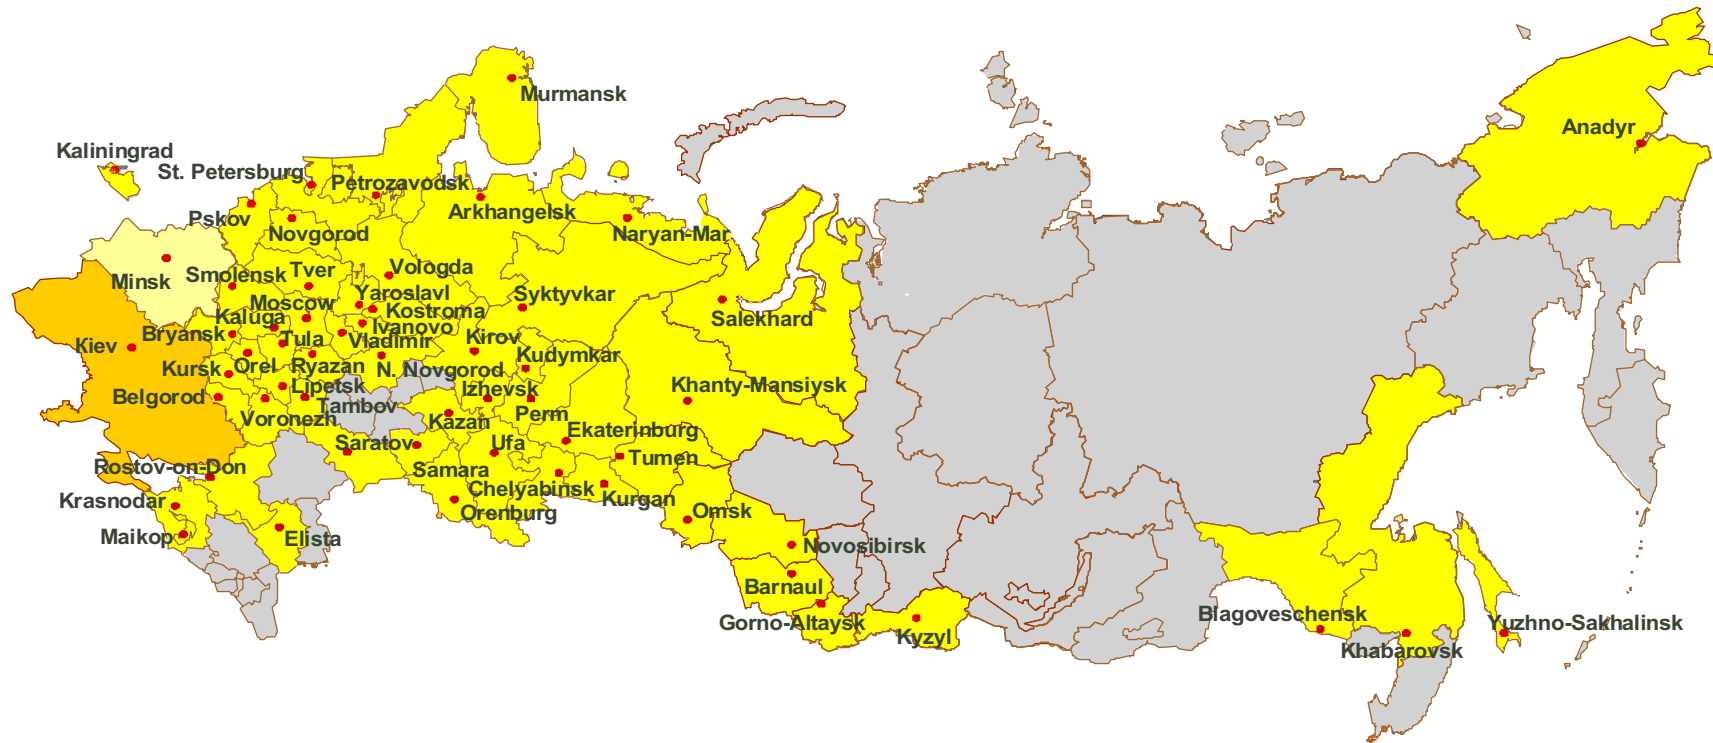 Murmansk
Anadyr
Kaliningrad
St. Petersburg
Petrozavodsk
Arkhangelsk
Pskov
Novgorod
Naryan-Mar
Minsk
Smolensk
Tver
Vologda
Yaroslavl
Syktyvkar
Moscow
Kostroma
Kaluga
Ivanovo
Salekhard
Bryansk
Kiev
Tula
Vladimir
Kirov
Kudymkar
Kursk
Orel
Ryazan
N. Novgorod
Khanty-Mansiysk
Lipetsk
Izhevsk
Belgorod
Tambov
Voronezh
Kazan
Perm
Ekaterinburg
Saratov
Ufa
Tumen
Rostov-on-Don
Samara
Chelyabinsk
Kurgan
Krasnodar
Orenburg
Omsk
Maikop
Elista
Novosibirsk
Barnaul
Blagoveschensk
Gorno-Altaysk
Yuzhno-Sakhalinsk
Kyzyl
Khabarovsk